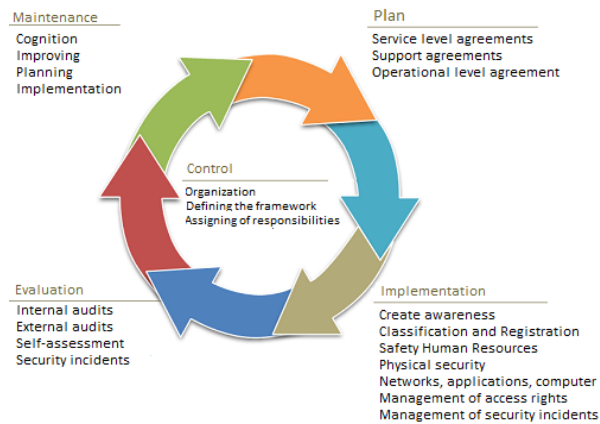 Maintenance
Cognition
Improving
Planning
Implementation
Plan
Service level agreements
Support agreements
Operational level agreement
Control
Organization
Defining the framework
Assigning of responsibilities
Evaluation
Internal audits
External audits
Self-assessment
Security incidents
Implementation
Create awareness
Classification and Registration
Safety Human Resources
Physical security
Networks, applications, computer
Management of access rights
Management of security incidents